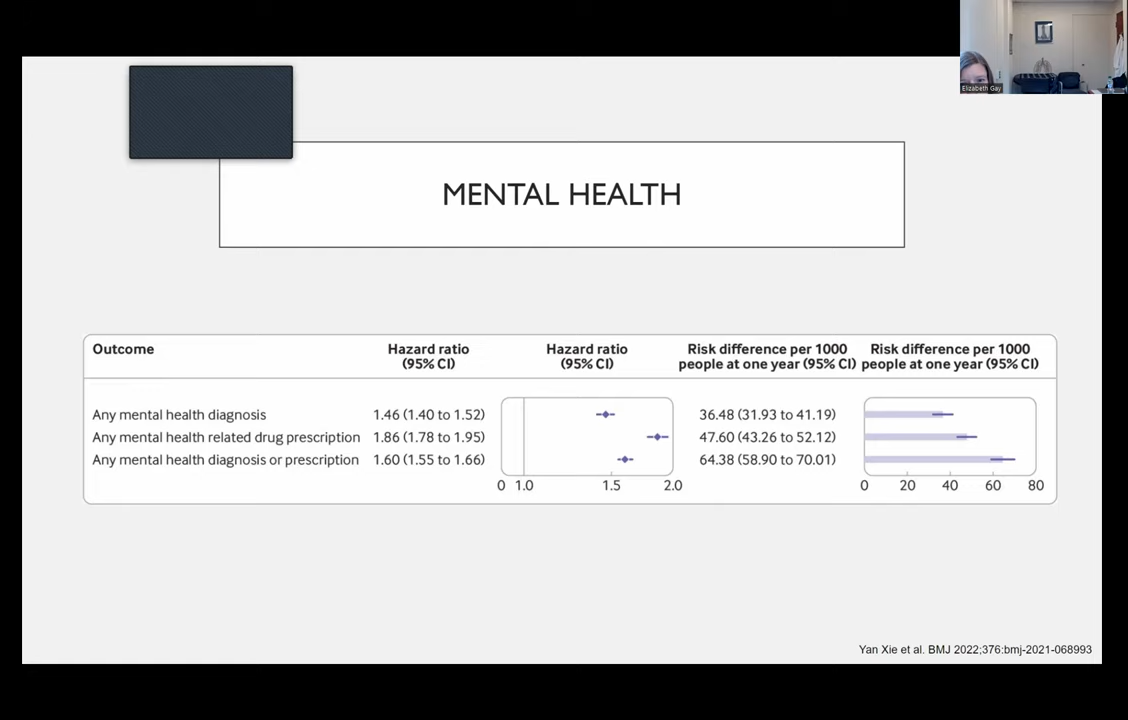 Elizabeth Gay
MENTAL HEALTH
Outcome
Hazard ratio
(95% CI)
Hazard ratio
(95% CI)
Risk difference per 1000
people at one year (95% CI)
Risk difference per 1000
people at one year (95% CI)
Any mental health diagnosis 1.46 (1.40 to 1.52) 36.48 (31.93 to 41.19)
Any mental health related drug prescription 1.86 (1.78 to 1.95) 47.60 (43.26 to 52.12)
Any mental health diagnosis or prescription 1.60 (1.55 to 1.66) 64.38 (58.90 to 70.01)
0 1.0 1.5 2.0 0 20 40 60 80
Yan Xie et al. BMJ 2022;376:bmj-2021-068993